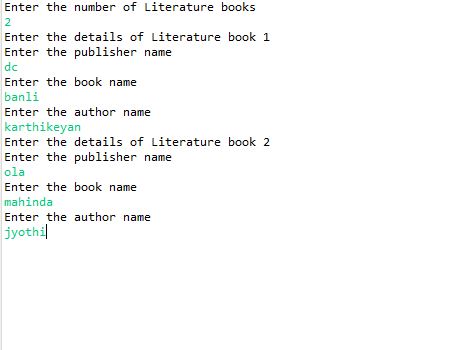 Enter the number of Literature books
2
Enter the details of Literature book 1
Enter the publisher name
dc
Enter the book name
banli
Enter the author name
karthikeyan
Enter the details of Literature book 2
Enter the publisher name
ola
Enter the book name
mahinda
Enter the author name
jyothi